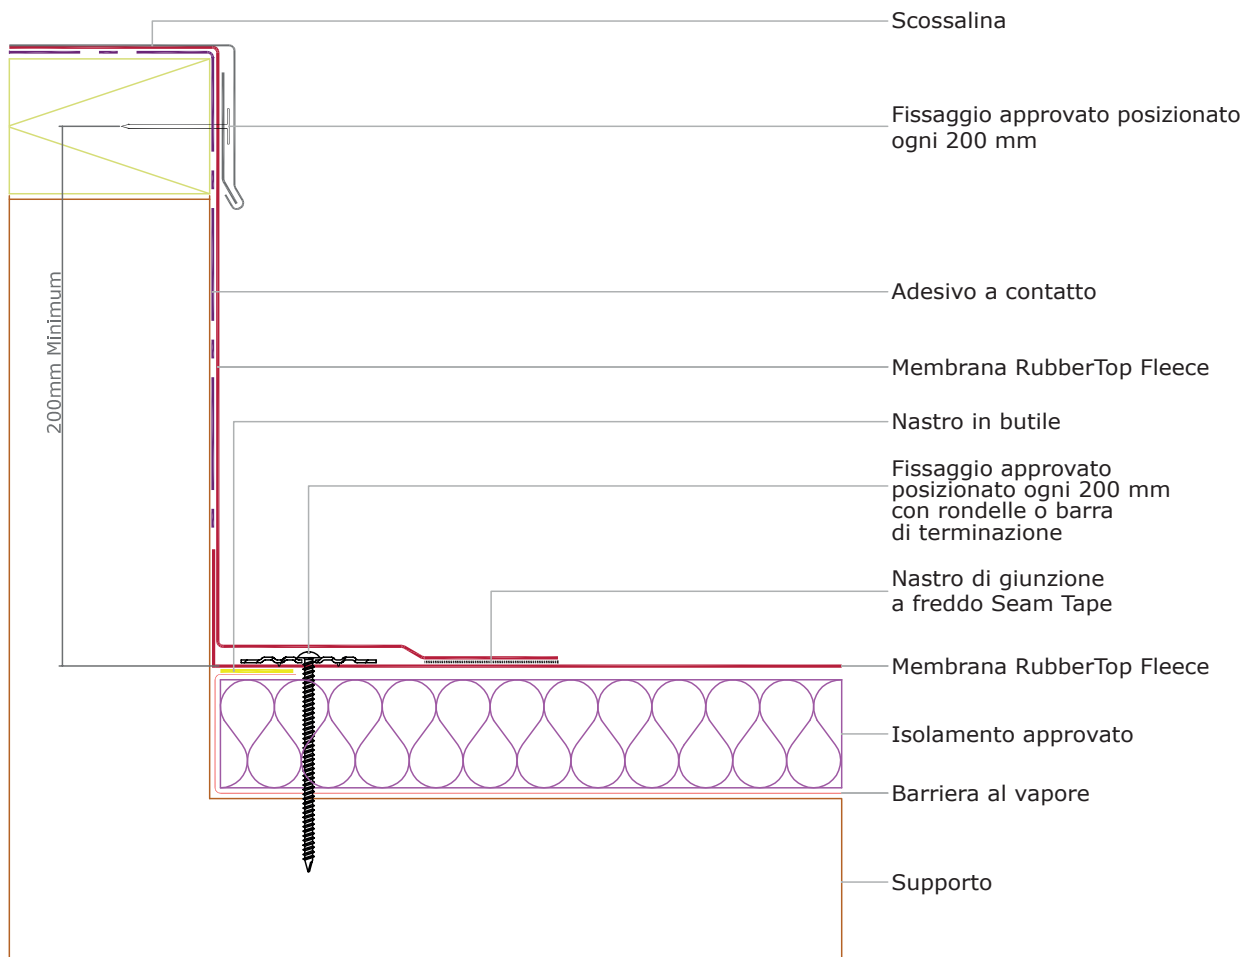 Scossalina
Fissaggio approvato posizionato
ogni 200 mm
200mm Minimum
Adesivo a contatto
Membrana RubberTop Fleece
Nastro in butile
Fissaggio approvato
posizionato ogni 200 mm
con rondelle o barra
di terminazione
Nastro di giunzione
a freddo Seam Tape
Membrana RubberTop Fleece
Isolamento approvato
Barriera al vapore
Supporto